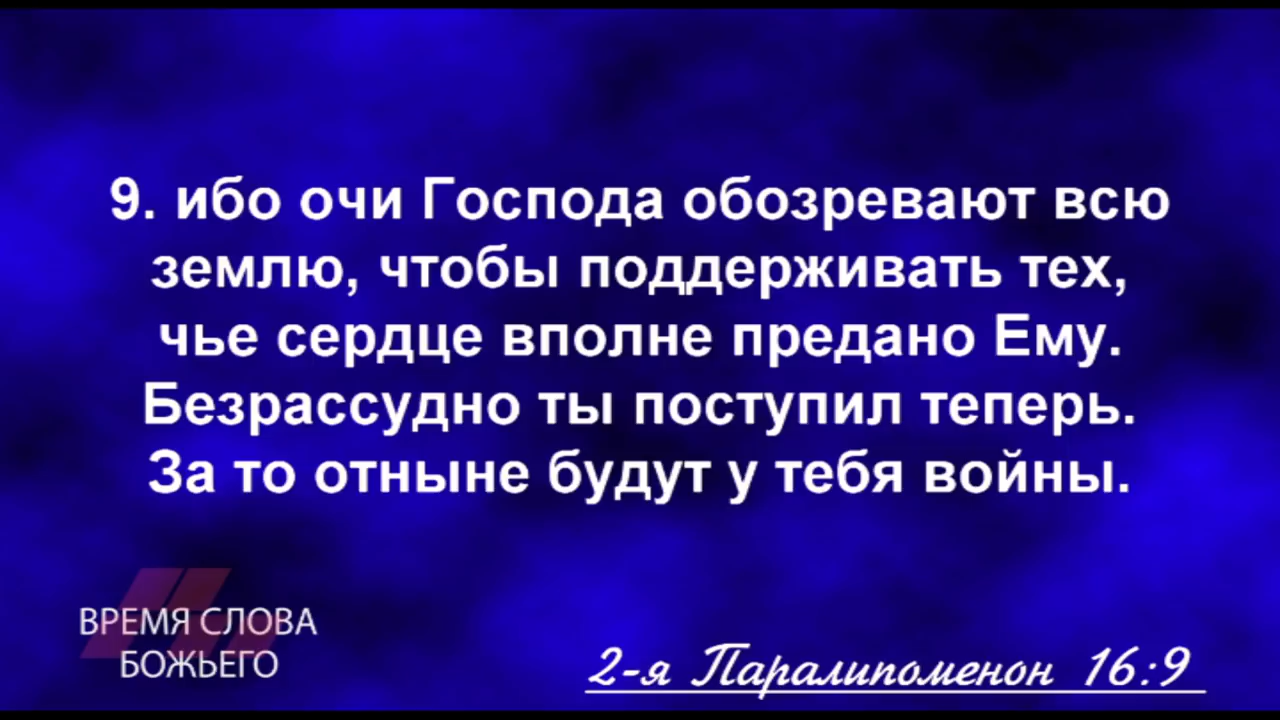 9. ибо очи Господа обозревают всю
землю, чтобы поддерживать тех,
чье сердце вполне предано Ему.
Безрассудно ты поступил теперь.
За то отныне будут у тебя войны.
ВРЕМЯ СЛОВА
БОЖЬЕГО
2-я Паралипоменон 16:9